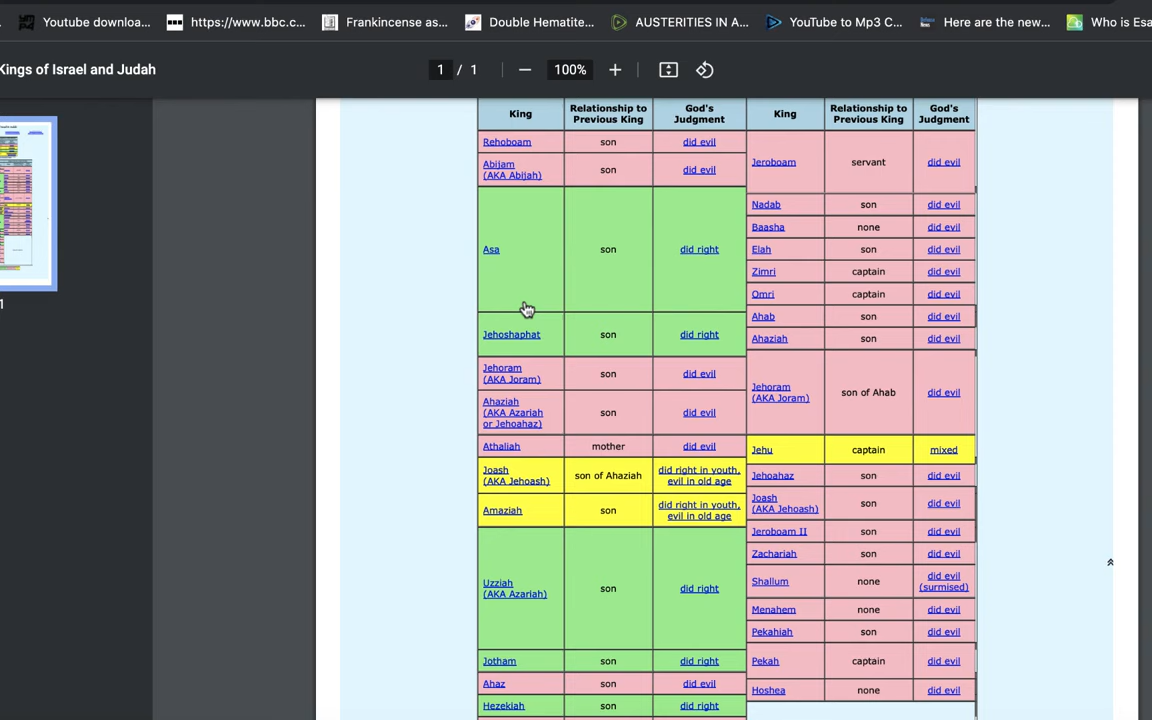 Youtube downloa...
https://www.bbc.c...
Frankincense as...
Double Hematite...
AUSTERITIES IN A...
YouTube to Mp3 C...
Here are the new...
Who is Esa
Kings of Israel and Judah
1 / 1
100%
King
Relationship to
Previous King
God's
Judgment
King
Relationship to
Previous King
God's
Judgment
Rehoboam
son
did evil
Abijam
(AKA Abijah)
son
did evil
Asa
son
did right
Jehoshaphat
son
did right
Jehoram
(AKA Joram)
son
did evil
Ahaziah
(AKA Azariah
or Jehoahaz)
son
did evil
Athaliah
mother
did evil
Joash
(AKA Jehoash)
son of Ahaziah
did right in youth,
evil in old age
Amaziah
son
did right in youth,
evil in old age
Uzziah
(AKA Azariah)
son
did right
Jotham
son
did right
Ahaz
son
did evil
Hezekiah
son
did right
Jeroboam
servant
did evil
Nadab
son
did evil
Baasha
none
did evil
Elah
son
did evil
Zimri
captain
did evil
Omri
captain
did evil
Ahab
son
did evil
Ahaziah
son
did evil
Jehoram
(AKA Joram)
son of Ahab
did evil
Jehu
captain
mixed
Jehoahaz
son
did evil
Joash
(AKA Jehoash)
son
did evil
Jeroboam II
son
did evil
Zachariah
son
did evil
Shallum
none
did evil
(surmised)
Menahem
none
did evil
Pekahiah
son
did evil
Pekah
captain
did evil
Hoshea
none
did evil
1